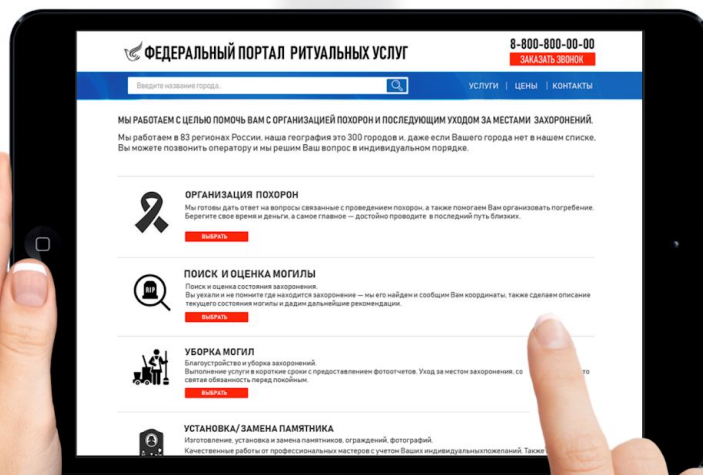 ФЕДЕРАЛЬНЫЙ ПОРТАЛ РИТУАЛЬНЫХ УСЛУГ
8-800-800-00-00
ЗАКАЗАТЬ ЗВОНОК
Введите название города.
УСЛУГИ | ЦЕНЫ | КОНТАКТЫ
МЫ РАБОТАЕМ С ЦЕЛЬЮ ПОМОЧЬ ВАМ С ОРГАНИЗАЦИЕЙ ПОХОРОН И ПОСЛЕДУЮЩИМ УХОДОМ ЗА МЕСТАМИ ЗАХОРОНЕНИЙ.
Мы работаем в 83 регионах России, наша география это 300 городов и, даже если Вашего города нет в нашем списке,
Вы можете позвонить оператору и мы решим Ваш вопрос в индивидуальном порядке.
ОРГАНИЗАЦИЯ ПОХОРОН
Мы готовы дать ответ на вопросы связанные с проведением похорон, а также помогаем Вам организовать погребение.
Берегите свое время и деньги, а самое главное — достойно проводите в последний путь близких.
ВЫБРАТЬ
RIP
ПОИСК И ОЦЕНКА МОГИЛЫ
Поиск и оценка состояния захоронения.
Вы уехали и не помните где находится захоронение — мы его найдем и сообщим Вам координаты, также сделаем описание
текущего состояния могилы и дадим дальнейшие рекомендации.
ВЫБРАТЬ
УБОРКА МОГИЛ
Благоустройство и уборка захоронений.
Выполнение услуги в короткие сроки с предоставлением фотоотчетов. Уход за местом захоронения, со
святая обязанность перед покойным.
ВЫБРАТЬ
УСТАНОВКА/ЗАМЕНА ПАМЯТНИКА
Изготовление, установка и замена памятников, ограждений, фотографий.
Качественные работы от профессиональных мастеров с учетом Ваших индивидуальныхпожеланий. Также